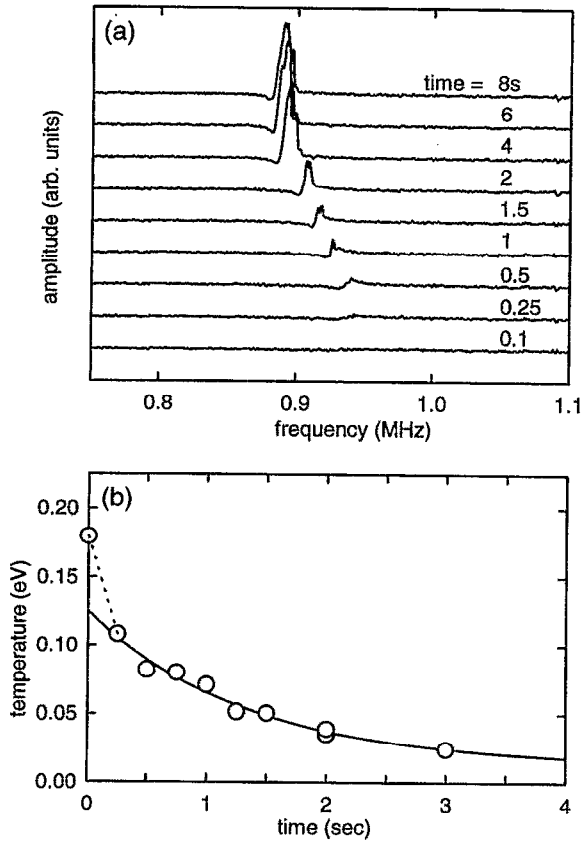 (a)
time = 8s
6
4
2
1.5
1
0.5
0.25
0.1
amplitude (arb. units)
0.8 0.9 1.0 1.1
frequency (MHz)
(b)
0.20
0.15
0.10
0.05
0.00
temperature (eV)
0 1 2 3 4
time (sec)